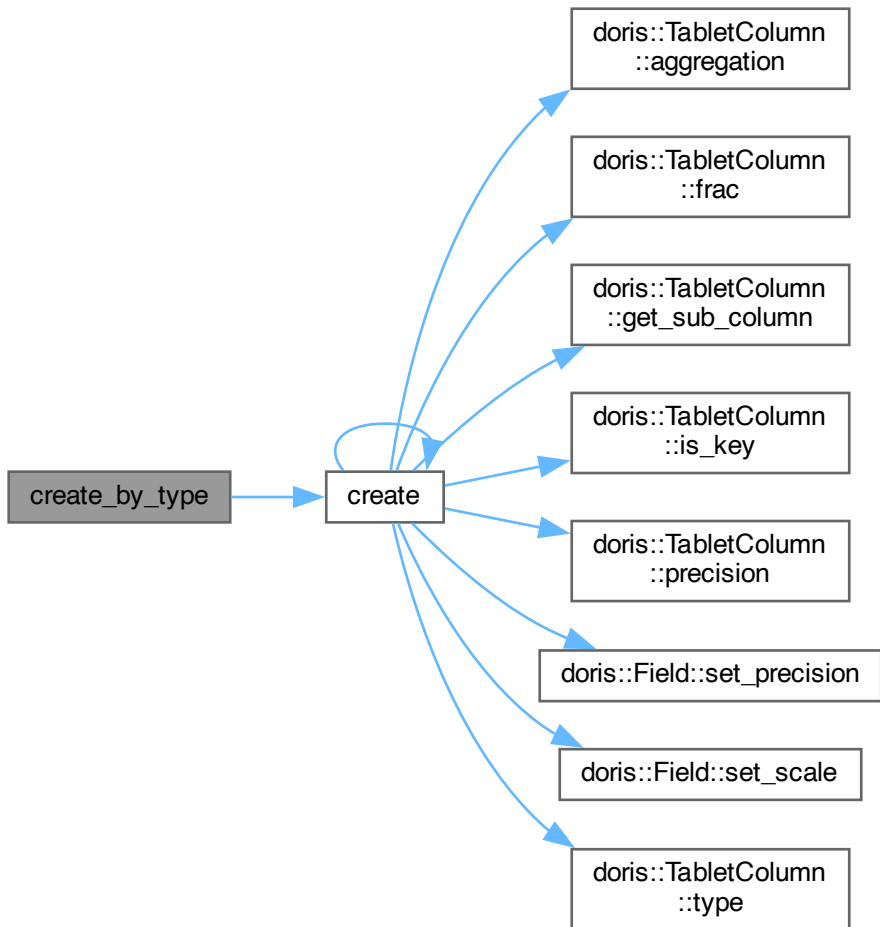 doris::TabletColumn
::aggregation
doris::TabletColumn
::frac
doris::TabletColumn
::get_sub_column
doris::TabletColumn
::is_key
create_by_type
create
doris::TabletColumn
::precision
doris::Field::set_precision
doris::Field::set_scale
doris::TabletColumn
::type